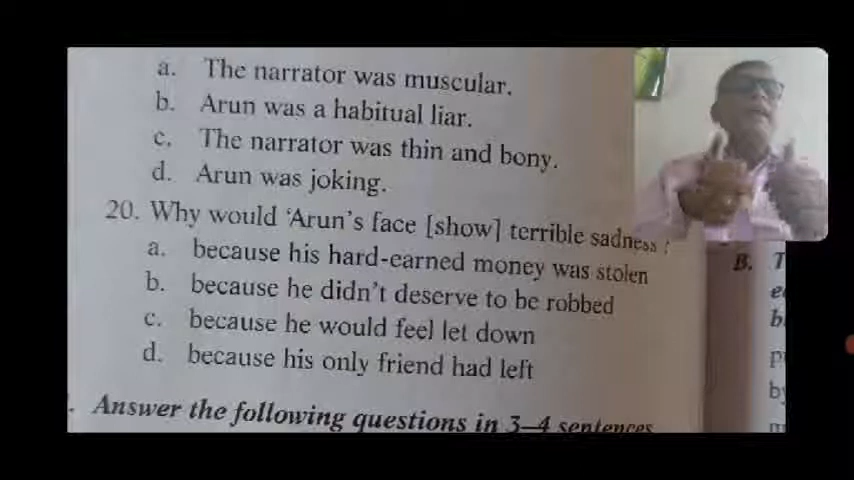 a. The narrator was muscular.
b. Arun was a habitual liar.
c. The narrator was thin and bony.
d. Arun was joking.
20. Why would 'Arun's face [show] terrible sadness?
a. because his hard-earned money was stolen
b. because he didn't deserve to be robbed
c. because he would feel let down
d. because his only friend had left
Answer the following questions in 3–4 sentences
B. T